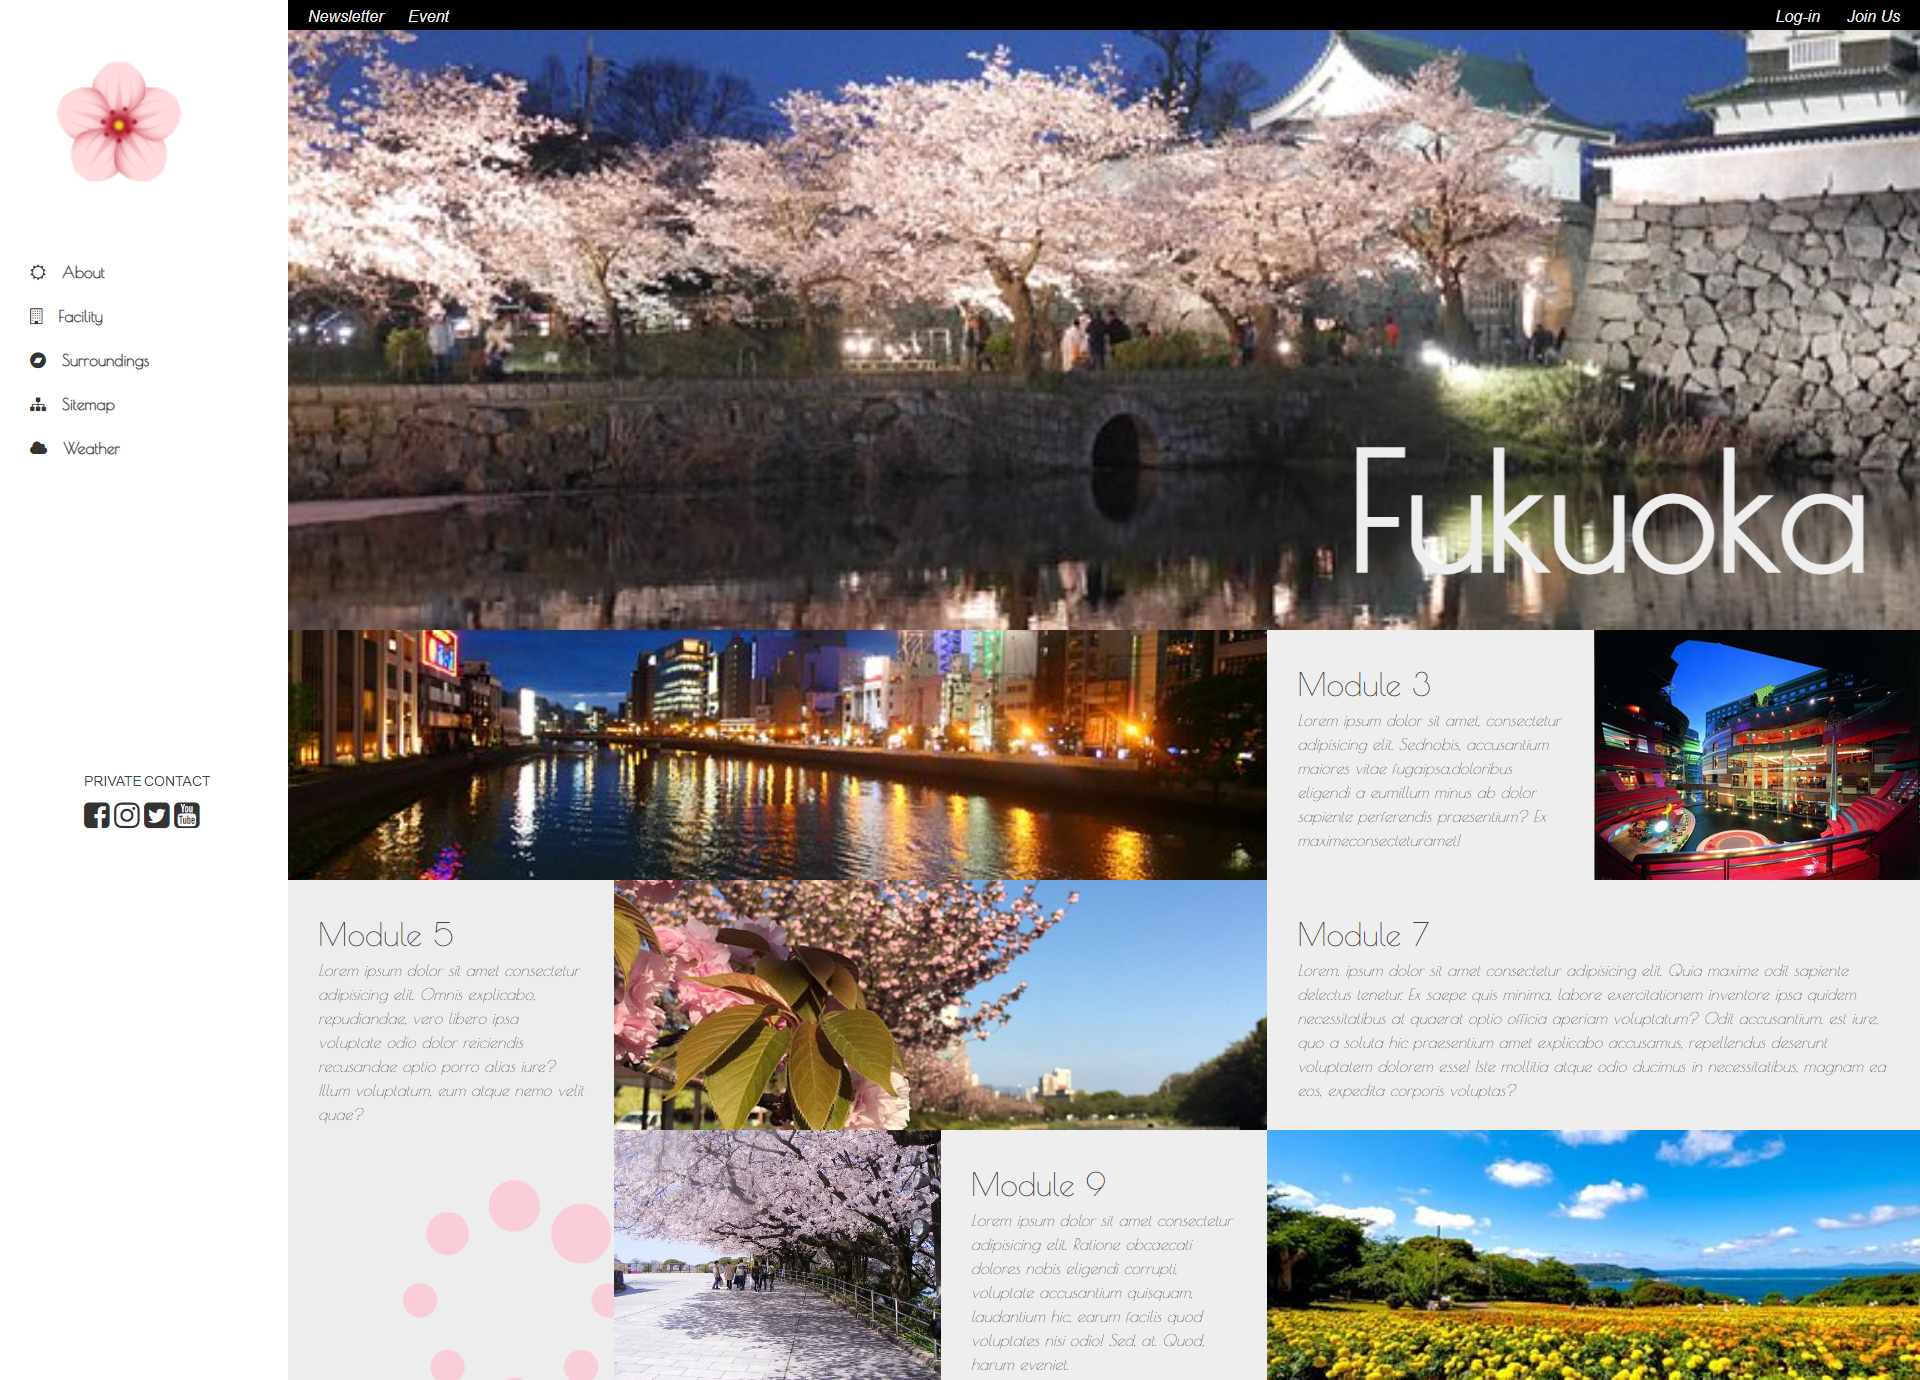 Newsletter Event Log-in Join Us
About
Facility
Surroundings
Sitemap
Weather
PRIVATE CONTACT
You
Tube
Fukuoka
Module 3
Lorem ipsum dolor sit amet, consectetur
adipisicing elit. Sednobis, accusantium
maiores vitae fugaipsa,doloribus
eligendi a eumillum minus ab dolor
sapiente perferendis praesentium? Ex
maximeconsecteturamet!
Module 5
Lorem ipsum dolor sit amet consectetur
adipisicing elit. Omnis explicabo,
repudiandae, vero libero ipsa
voluptate odio dolor reiciendis
recusandae optio porro alias iure?
Illum voluptatum, eum atque nemo velit
quae?
Module 7
Lorem, ipsum dolor sit amet consectetur adipisicing elit. Quia maxime odit sapiente
delectus tenetur. Ex saepe quis minima, labore exercitationem inventore ipsa quidem
necessitatibus at quaerat optio officia aperiam voluptatum? Odit accusantium, est iure,
quo a soluta hic praesentium amet explicabo accusamus, repellendus deserunt
voluptatem dolorem esse! Iste mollitia atque odio ducimus in necessitatibus, magnam ea
eos, expedita corporis voluptas?
Module 9
Lorem ipsum dolor sit amet consectetur
adipisicing elit. Ratione obcaecati
dolores nobis eligendi corrupti,
voluptate accusantium quisquam,
laudantium hic, earum facilis quod
voluptates nisi odio! Sed, at. Quod,
harum eveniet.